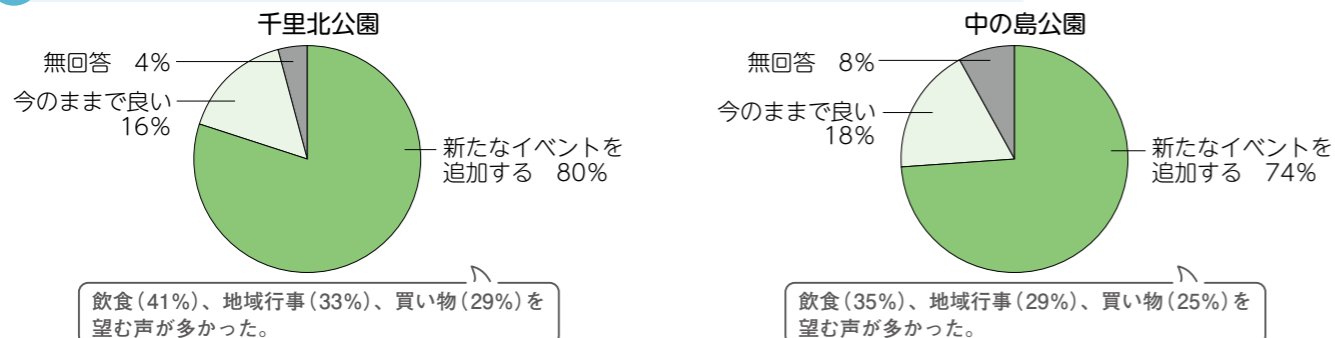 千里北公園
無回答 4%
今のままで良い
16%
新たなイベントを
追加する 80%
飲食(41%)、地域行事(33%)、買い物(29%)を
望む声が多かった。
中の島公園
無回答 8%
今のままで良い
18%
新たなイベントを
追加する 74%
飲食(35%)、地域行事(29%)、買い物(25%)を
望む声が多かった。